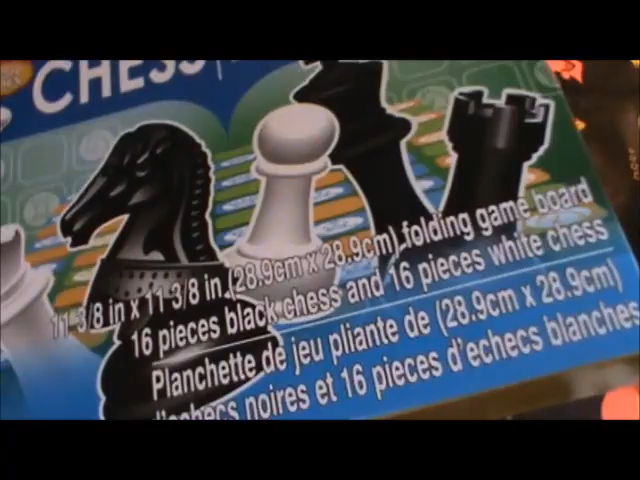 CHESS
11 3/8 in x 11 3/8 in (28.9cm x 28.9cm) folding game board
16 pieces black chess and 16 pieces white chess
Planchette de jeu pliante de (28.9cm x 28.9cm)
d'echecs noires et 16 pieces d'echecs blanches